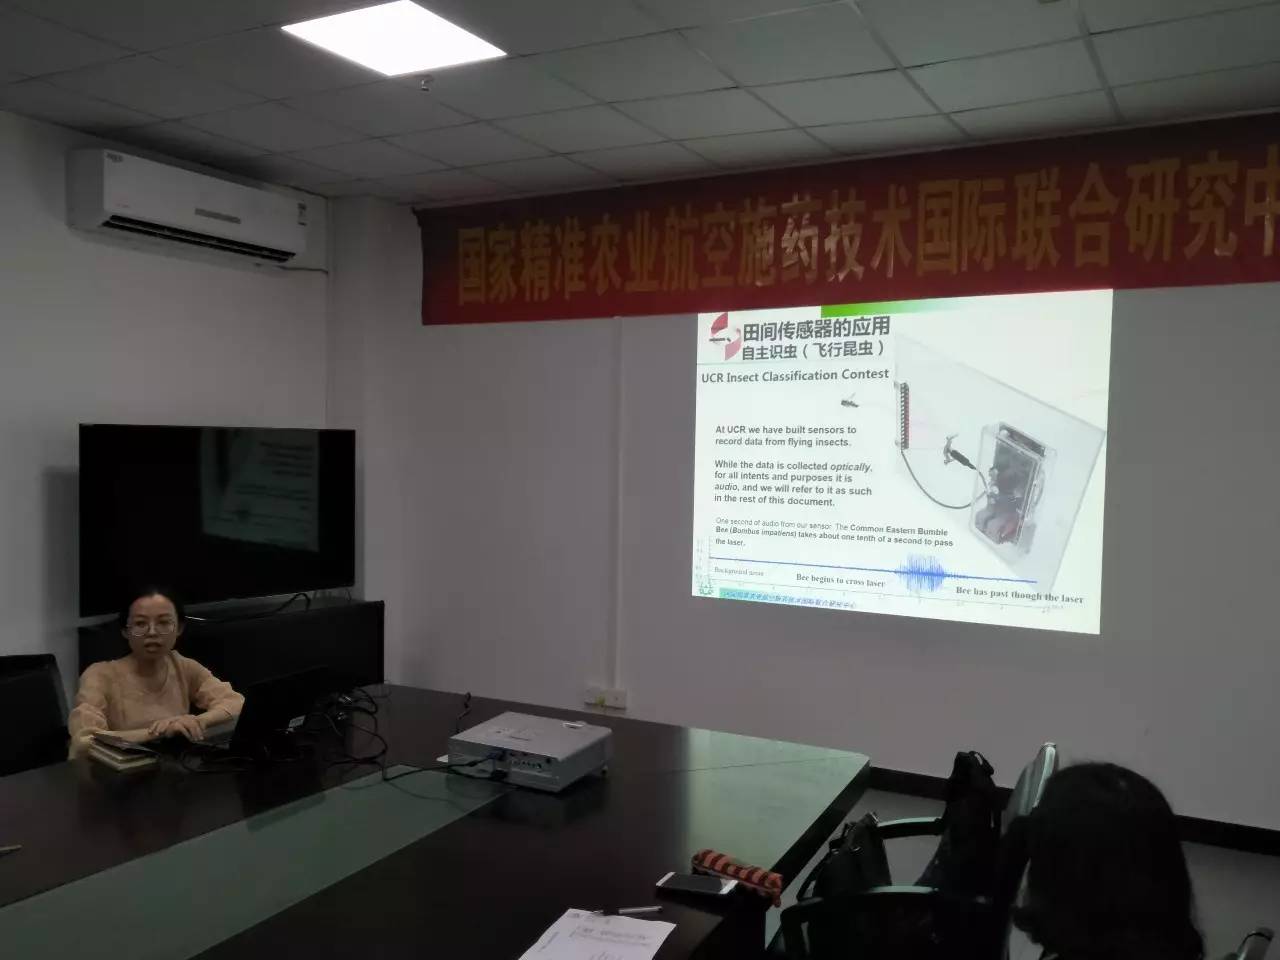 国家精准农业航空施药技术国际联合研究中
一、田间传感器的应用
自主识虫（飞行昆虫）
UCR Insect Classification Contest
At UCR we have built sensors to
record data from flying insects.
While the data is collected optically,
for all intents and purposes it is
audio, and we will refer to it as such
in the rest of this document.
One second of audio from our sensor. The Common Eastern Bumble
Bee (Bombus impatiens) takes about one tenth of a second to pass
the laser.
Background noise
Bee begins to cross laser
Bee has past though the laser